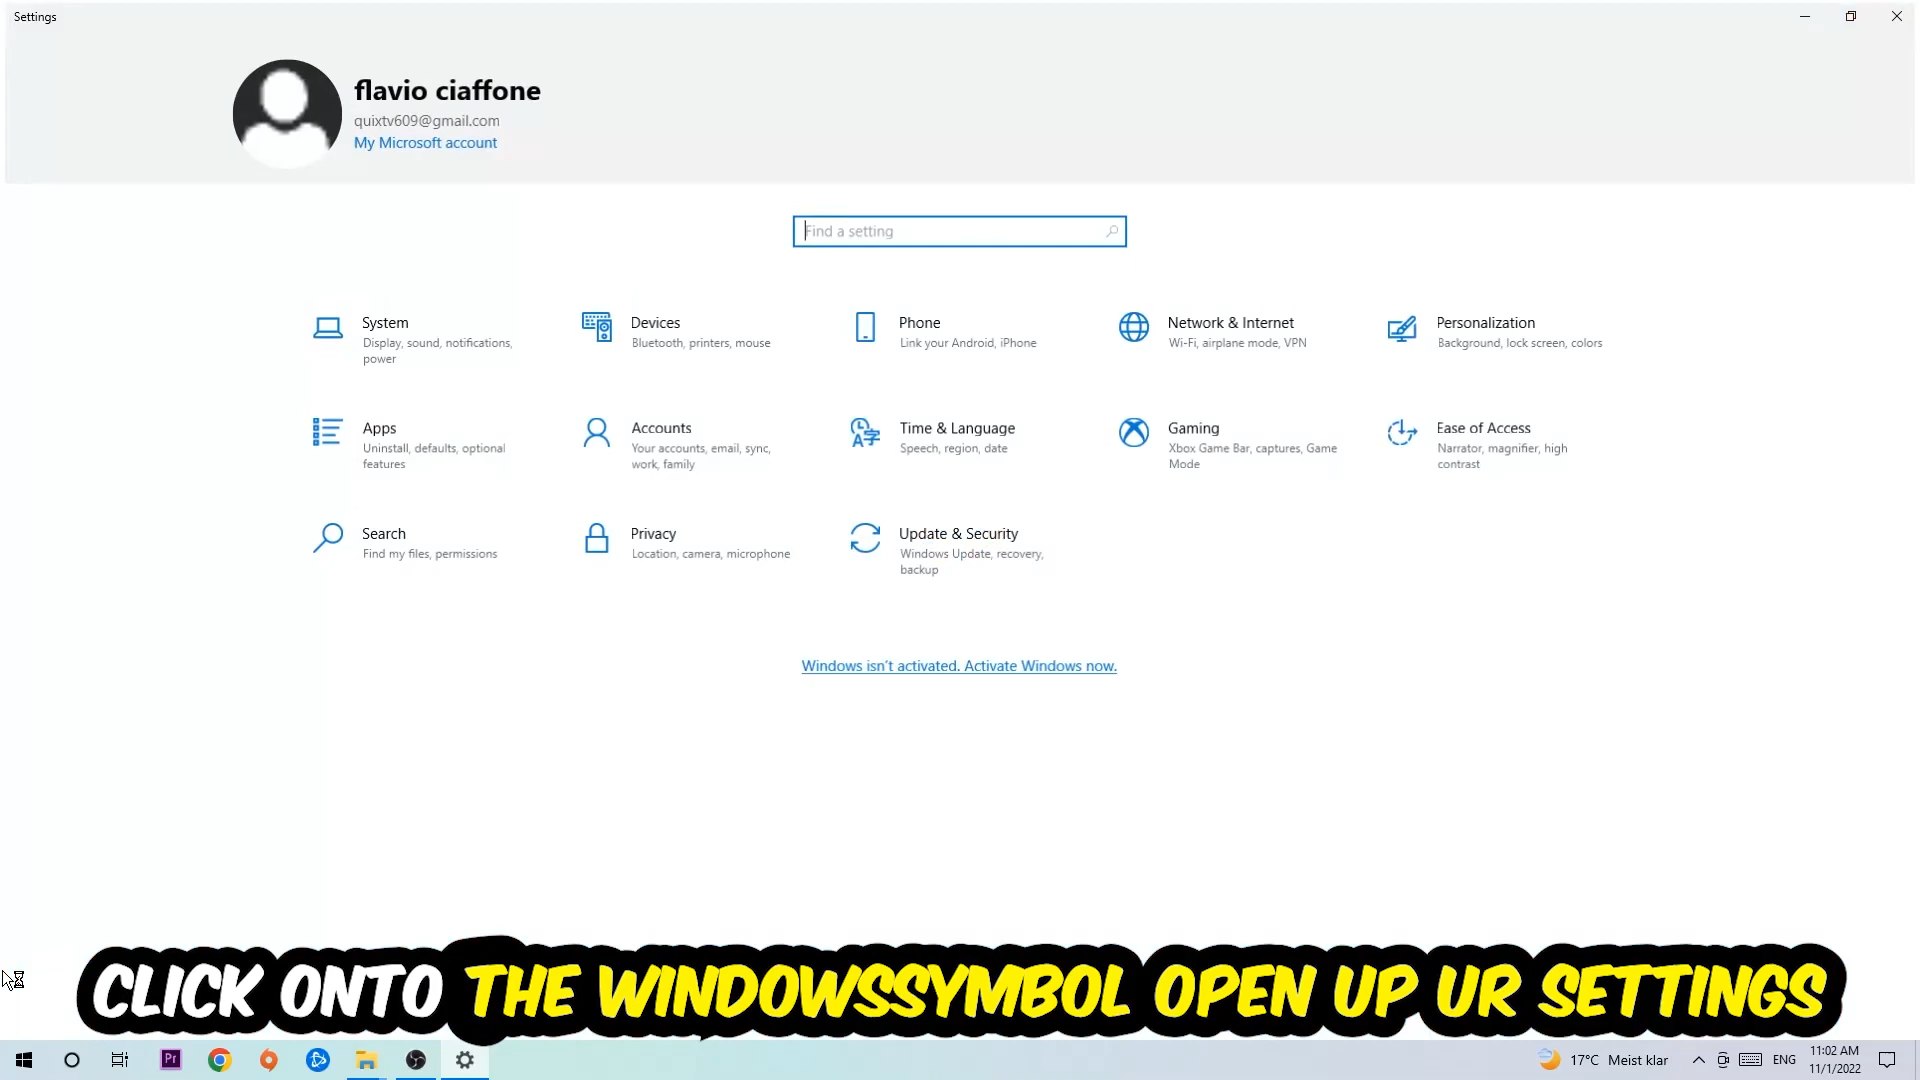 Settings
flavio ciaffone
quixtv609@gmail.com
My Microsoft account
Find a setting
System
Display, sound, notifications,
power
Devices
Bluetooth, printers, mouse
Phone
Link your Android, iPhone
Network & Internet
Wi-Fi, airplane mode, VPN
Personalization
Background, lock screen, colors
Apps
Uninstall, defaults, optional
features
Accounts
Your accounts, email, sync,
work, family
Time & Language
Speech, region, date
Gaming
Xbox Game Bar, captures, Game
Mode
Ease of Access
Narrator, magnifier, high
contrast
Search
Find my files, permissions
Privacy
Location, camera, microphone
Update & Security
Windows Update, recovery,
backup
Windows isn't activated. Activate Windows now.
CLICK ONTO THE WINDOWSSYMBOL OPEN UP UR SETTINGS
Pr
17°C Meist klar
ENG
11:02 AM
11/1/2022